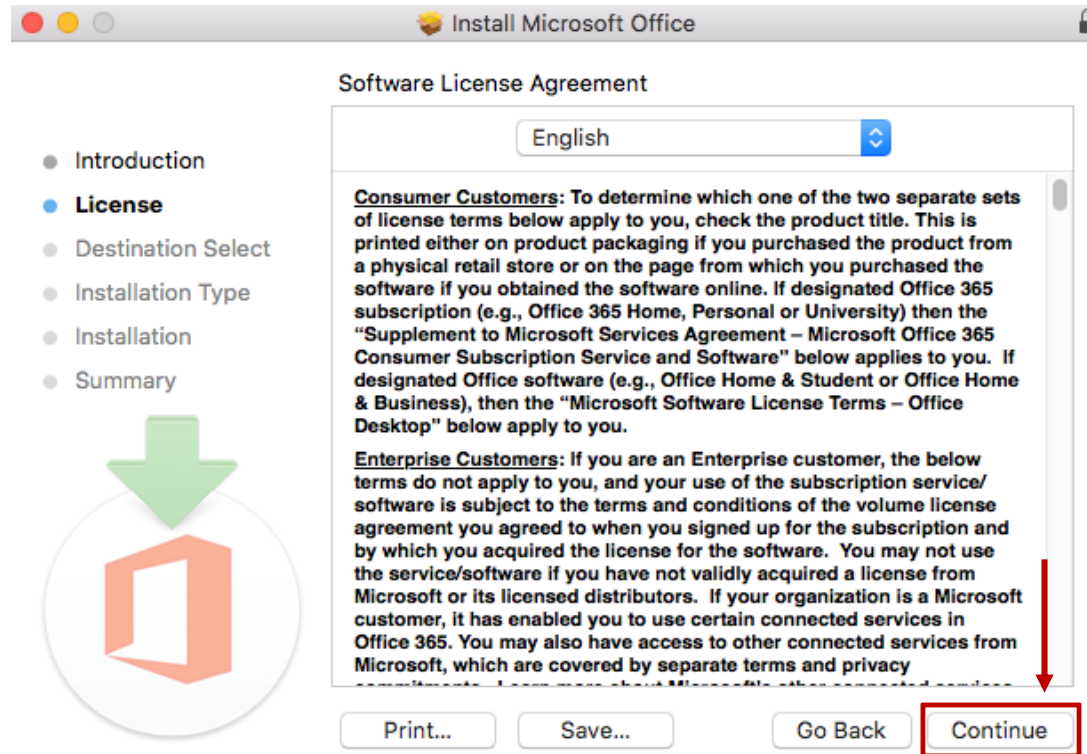 Install Microsoft Office
Software License Agreement
English
Introduction
License
Destination Select
Installation Type
Installation
Summary
Consumer Customers: To determine which one of the two separate sets
of license terms below apply to you, check the product title. This is
printed either on product packaging if you purchased the product from
a physical retail store or on the page from which you purchased the
software if you obtained the software online. If designated Office 365
subscription (e.g., Office 365 Home, Personal or University) then the
“Supplement to Microsoft Services Agreement – Microsoft Office 365
Consumer Subscription Service and Software" below applies to you.  If
designated Office software (e.g., Office Home & Student or Office Home
& Business), then the “Microsoft Software License Terms – Office
Desktop" below apply to you.
Enterprise Customers: If you are an Enterprise customer, the below
terms do not apply to you, and your use of the subscription service/
software is subject to the terms and conditions of the volume license
agreement you agreed to when you signed up for the subscription and
by which you acquired the license for the software.  You may not use
the service/software if you have not validly acquired a license from
Microsoft or its licensed distributors.  If your organization is a Microsoft
customer, it has enabled you to use certain connected services in
Office 365. You may also have access to other connected services from
Microsoft, which are covered by separate terms and privacy
commitments.  Learn more about Microsoft's other connected services
Print...
Save...
Go Back
Continue